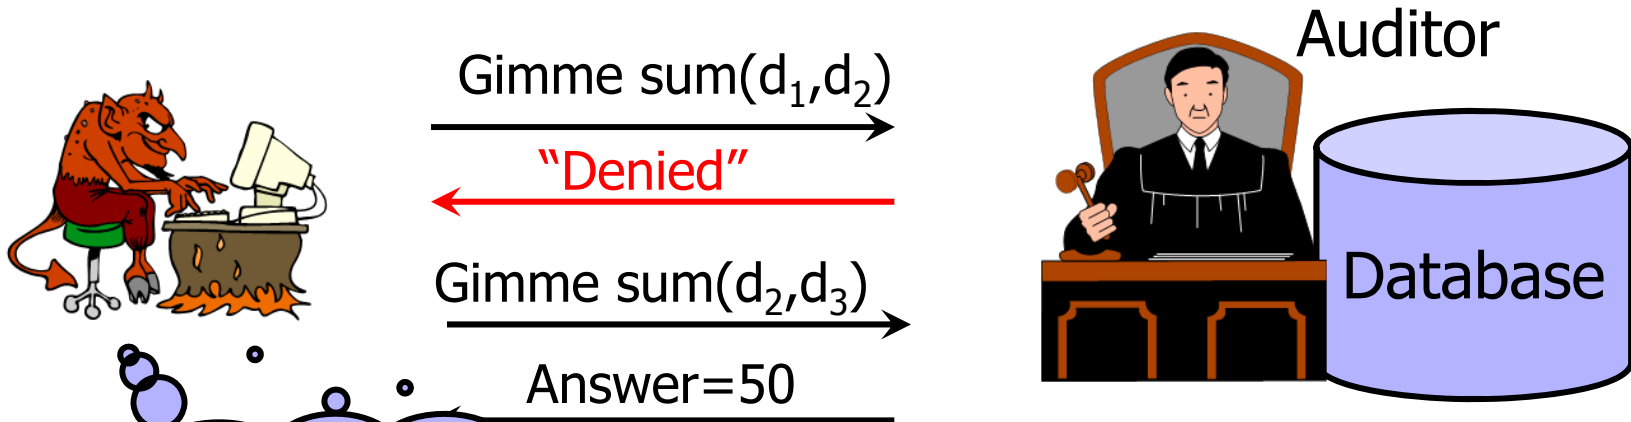 Auditor
Gimme sum(d₁,d₂)
“Denied”
Gimme sum(d₂,d₃)
Database
Answer=50